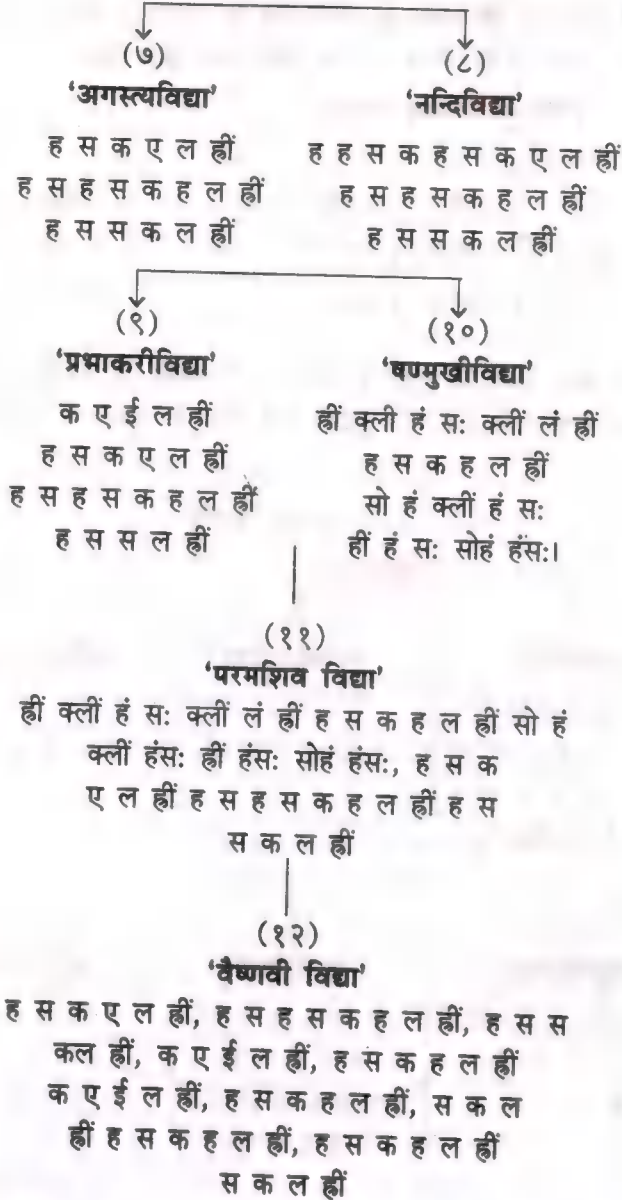 (७) (८)
'अगस्त्यविद्या' 'नन्दिविद्या'
ह स क ए ल ह्रीं ह ह स क ह स क ए ल ह्रीं
ह स ह स क ह ल ह्रीं ह स ह स क ह ल ह्रीं
ह स स क ल ह्रीं ह स स क ल ह्रीं
(९) (१०)
'प्रभाकरीविद्या' 'षण्मुखीविद्या'
क ए ई ल ह्रीं ह्रीं क्ली हं सः क्लीं लं ह्रीं
ह स क ए ल ह्रीं ह स क ह ल ह्रीं
ह स ह स क ह ल ह्रीं सो हं क्लीं हं सः
ह स स ल ह्रीं हीं हं सः सोहं हंसः।
(११)
'परमशिव विद्या'
ह्रीं क्लीं हं सः क्लीं लं ह्रीं ह स क ह ल ह्रीं सो हं
क्लीं हंसः ह्रीं हंसः सोहं हंसः, ह स क
ए ल ह्रीं ह स ह स क ह ल ह्रीं ह स
स क ल ह्रीं
(१२)
'वैष्णवी विद्या'
ह स क ए ल ह्रीं, ह स ह स क ह ल ह्रीं, ह स स
कल ह्रीं, क ए ई ल ह्रीं, ह स क ह ल ह्रीं
क ए ई ल ह्रीं, ह स क ह ल ह्रीं, स क ल
ह्रीं ह स क ह ल ह्रीं, ह स क ह ल ह्रीं
स क ल ह्रीं